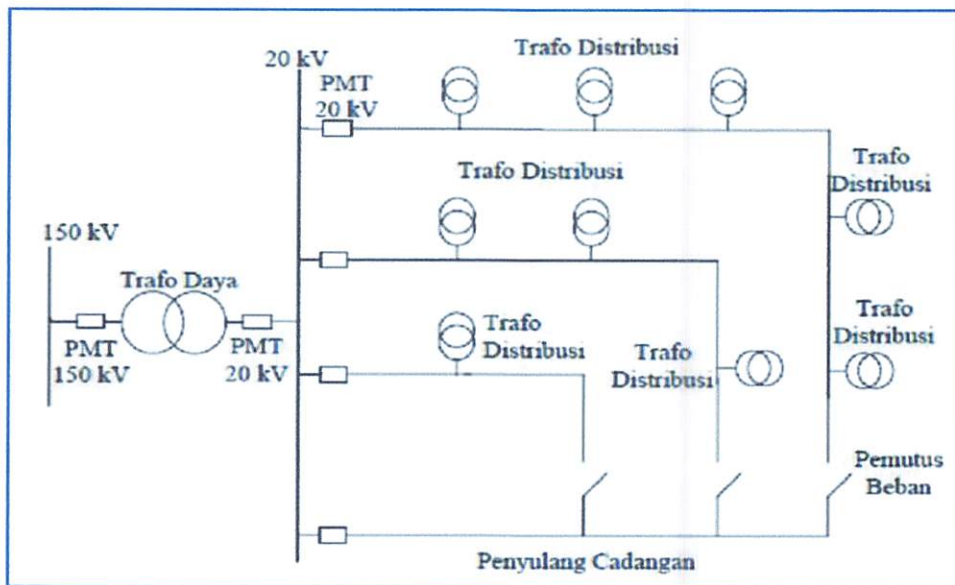 Trafo Distribusi
20 kV
PMT
20 kV
Trafo
Distribusi
Trafo Distribusi
150 kV
Trafo Daya
PMT
150 kV
PMT
20 kV
Trafo
Distribusi
Trafo
Distribusi
Trafo
Distribusi
Pemutus
Beban
Penyulang Cadangan